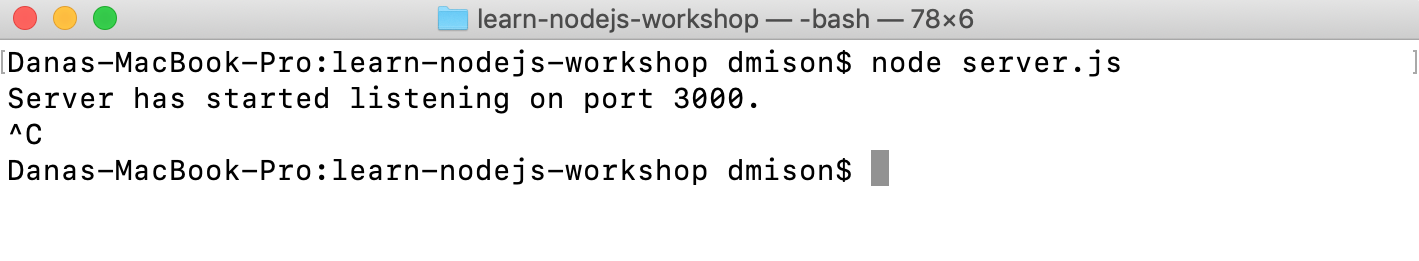 learn-nodejs-workshop — -bash — 78×6
[Danas-MacBook-Pro:learn-nodejs-workshop dmison$ node server.js ]
Server has started listening on port 3000.
^C
Danas-MacBook-Pro:learn-nodejs-workshop dmison$